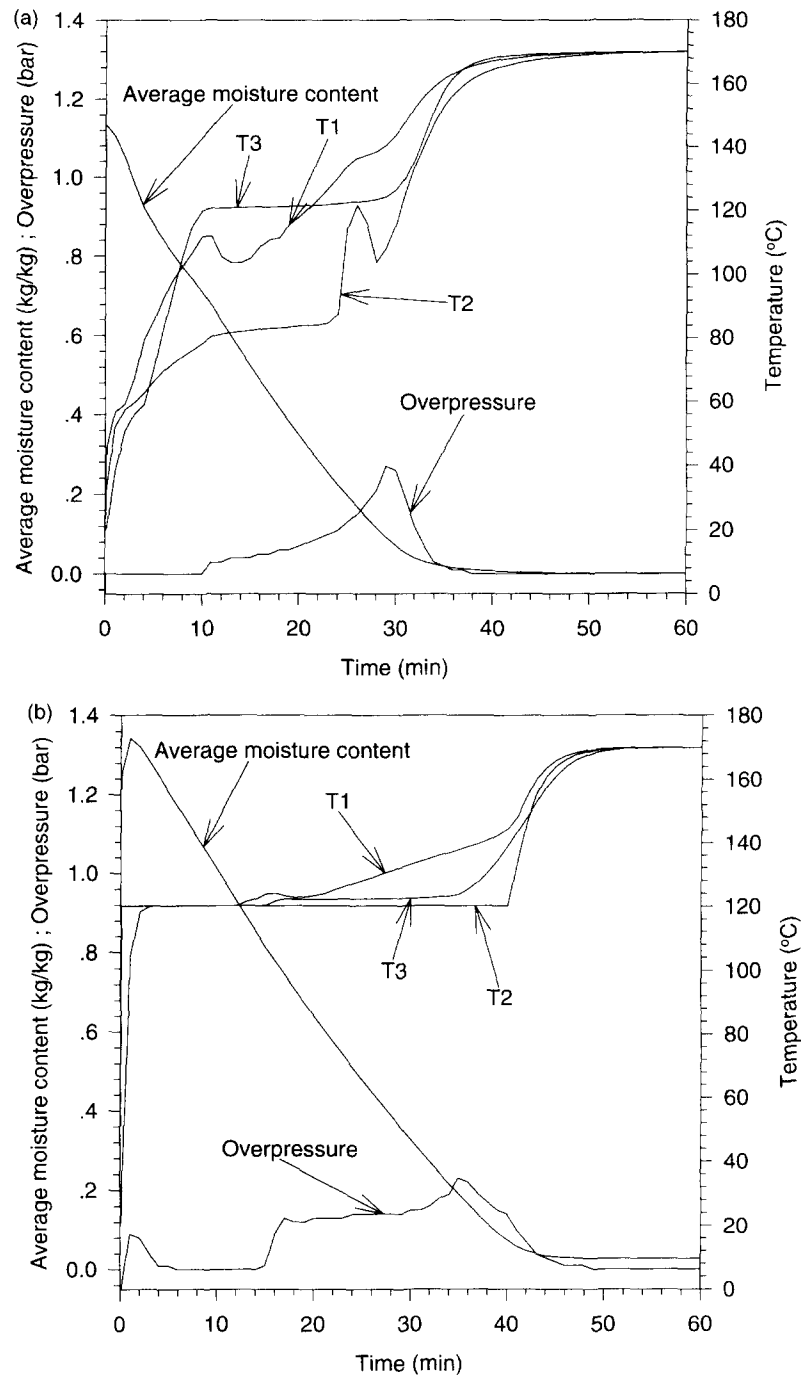 (a)
Average moisture content (kg/kg) ; Overpressure (bar)
1.4
1.2
1.0
.8
.6
.4
.2
0.0
Average moisture content
T3
T1
T2
Overpressure
180
160
140
120
100
80
60
40
20
0
Temperature (°C)
0
10
20
30
40
50
60
Time (min)
(b)
Average moisture content (kg/kg) ; Overpressure (bar)
1.4
1.2
1.0
.8
.6
.4
.2
0.0
Average moisture content
T1
T3
T2
Overpressure
180
160
140
120
100
80
60
40
20
0
Temperature (°C)
0
10
20
30
40
50
60
Time (min)